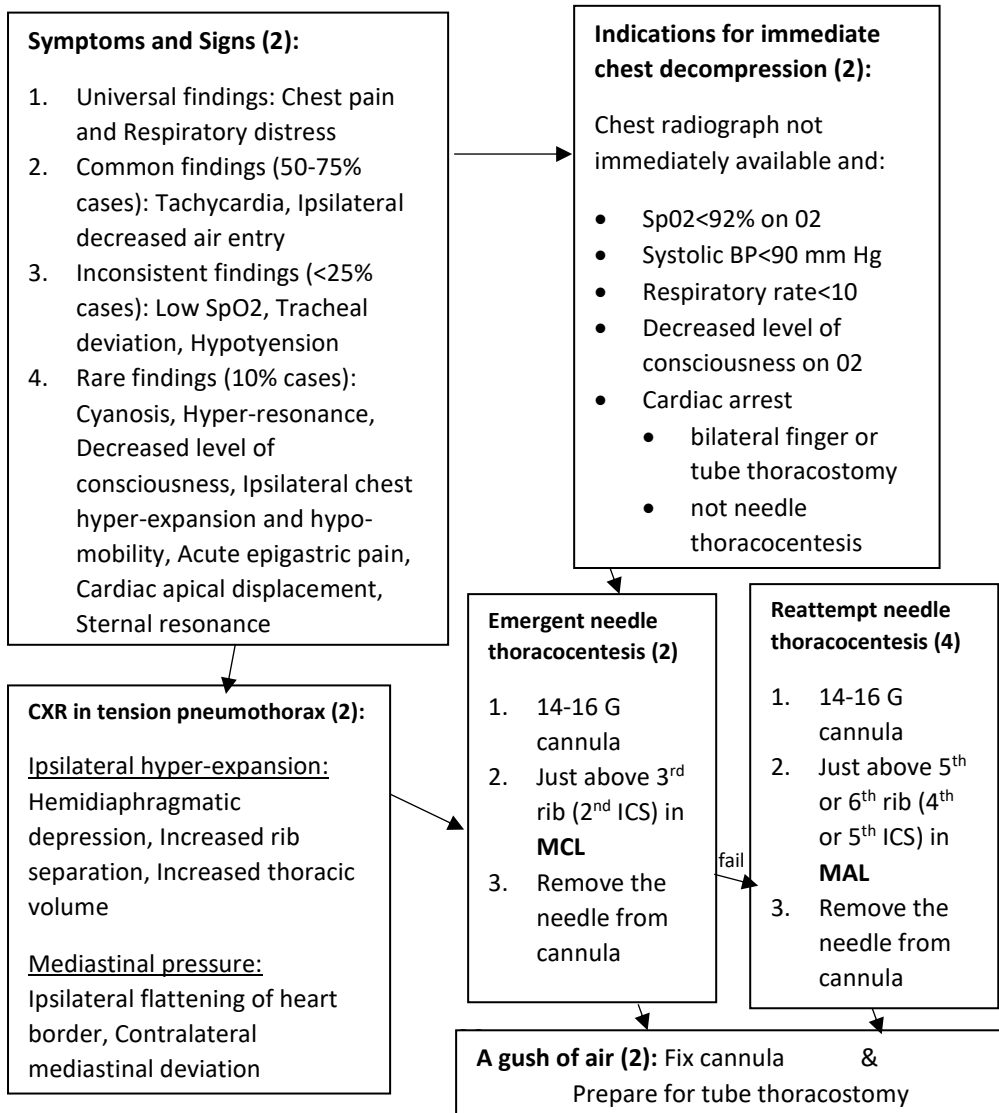 Symptoms and Signs (2):
1. Universal findings: Chest pain
and Respiratory distress
2. Common findings (50-75%
cases): Tachycardia, Ipsilateral
decreased air entry
3. Inconsistent findings (<25%
cases): Low SpO2, Tracheal
deviation, Hypotyension
4. Rare findings (10% cases):
Cyanosis, Hyper-resonance,
Decreased level of
consciousness, Ipsilateral chest
hyper-expansion and hypo-
mobility, Acute epigastric pain,
Cardiac apical displacement,
Sternal resonance
Indications for immediate
chest decompression (2):
Chest radiograph not
immediately available and:
• Sp02<92% on 02
• Systolic BP<90 mm Hg
• Respiratory rate<10
• Decreased level of
consciousness on 02
• Cardiac arrest
• bilateral finger or
tube thoracostomy
• not needle
thoracocentesis
CXR in tension pneumothorax (2):
Ipsilateral hyper-expansion:
Hemidiaphragmatic
depression, Increased rib
separation, Increased thoracic
volume
Mediastinal pressure:
Ipsilateral flattening of heart
border, Contralateral
mediastinal deviation
Emergent needle
thoracocentesis (2)
1. 14-16 G
cannula
2. Just above 3rd
rib (2nd ICS) in
MCL
3. Remove the
needle from
cannula
fail
Reattempt needle
thoracocentesis (4)
1. 14-16 G
cannula
2. Just above 5th
or 6th rib (4th
or 5th ICS) in
MAL
3. Remove the
needle from
cannula
A gush of air (2): Fix cannula &
Prepare for tube thoracostomy